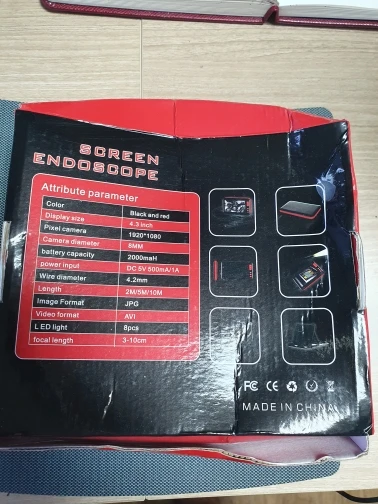 SCREEN
ENDOSCOPE
Attribute parameter
Color Black and red
Display size 4.3 inch
Pixel camera 1920*1080
Camera diameter 8MM
battery capacity 2000maH
power input DC 5V 500mA/1A
Wire diameter 4.2mm
Length 2M/5M/10M
Image Format JPG
Video format AVI
LED light 8pcs
focal length 3-10cm
FC CE
MADE IN CHINA